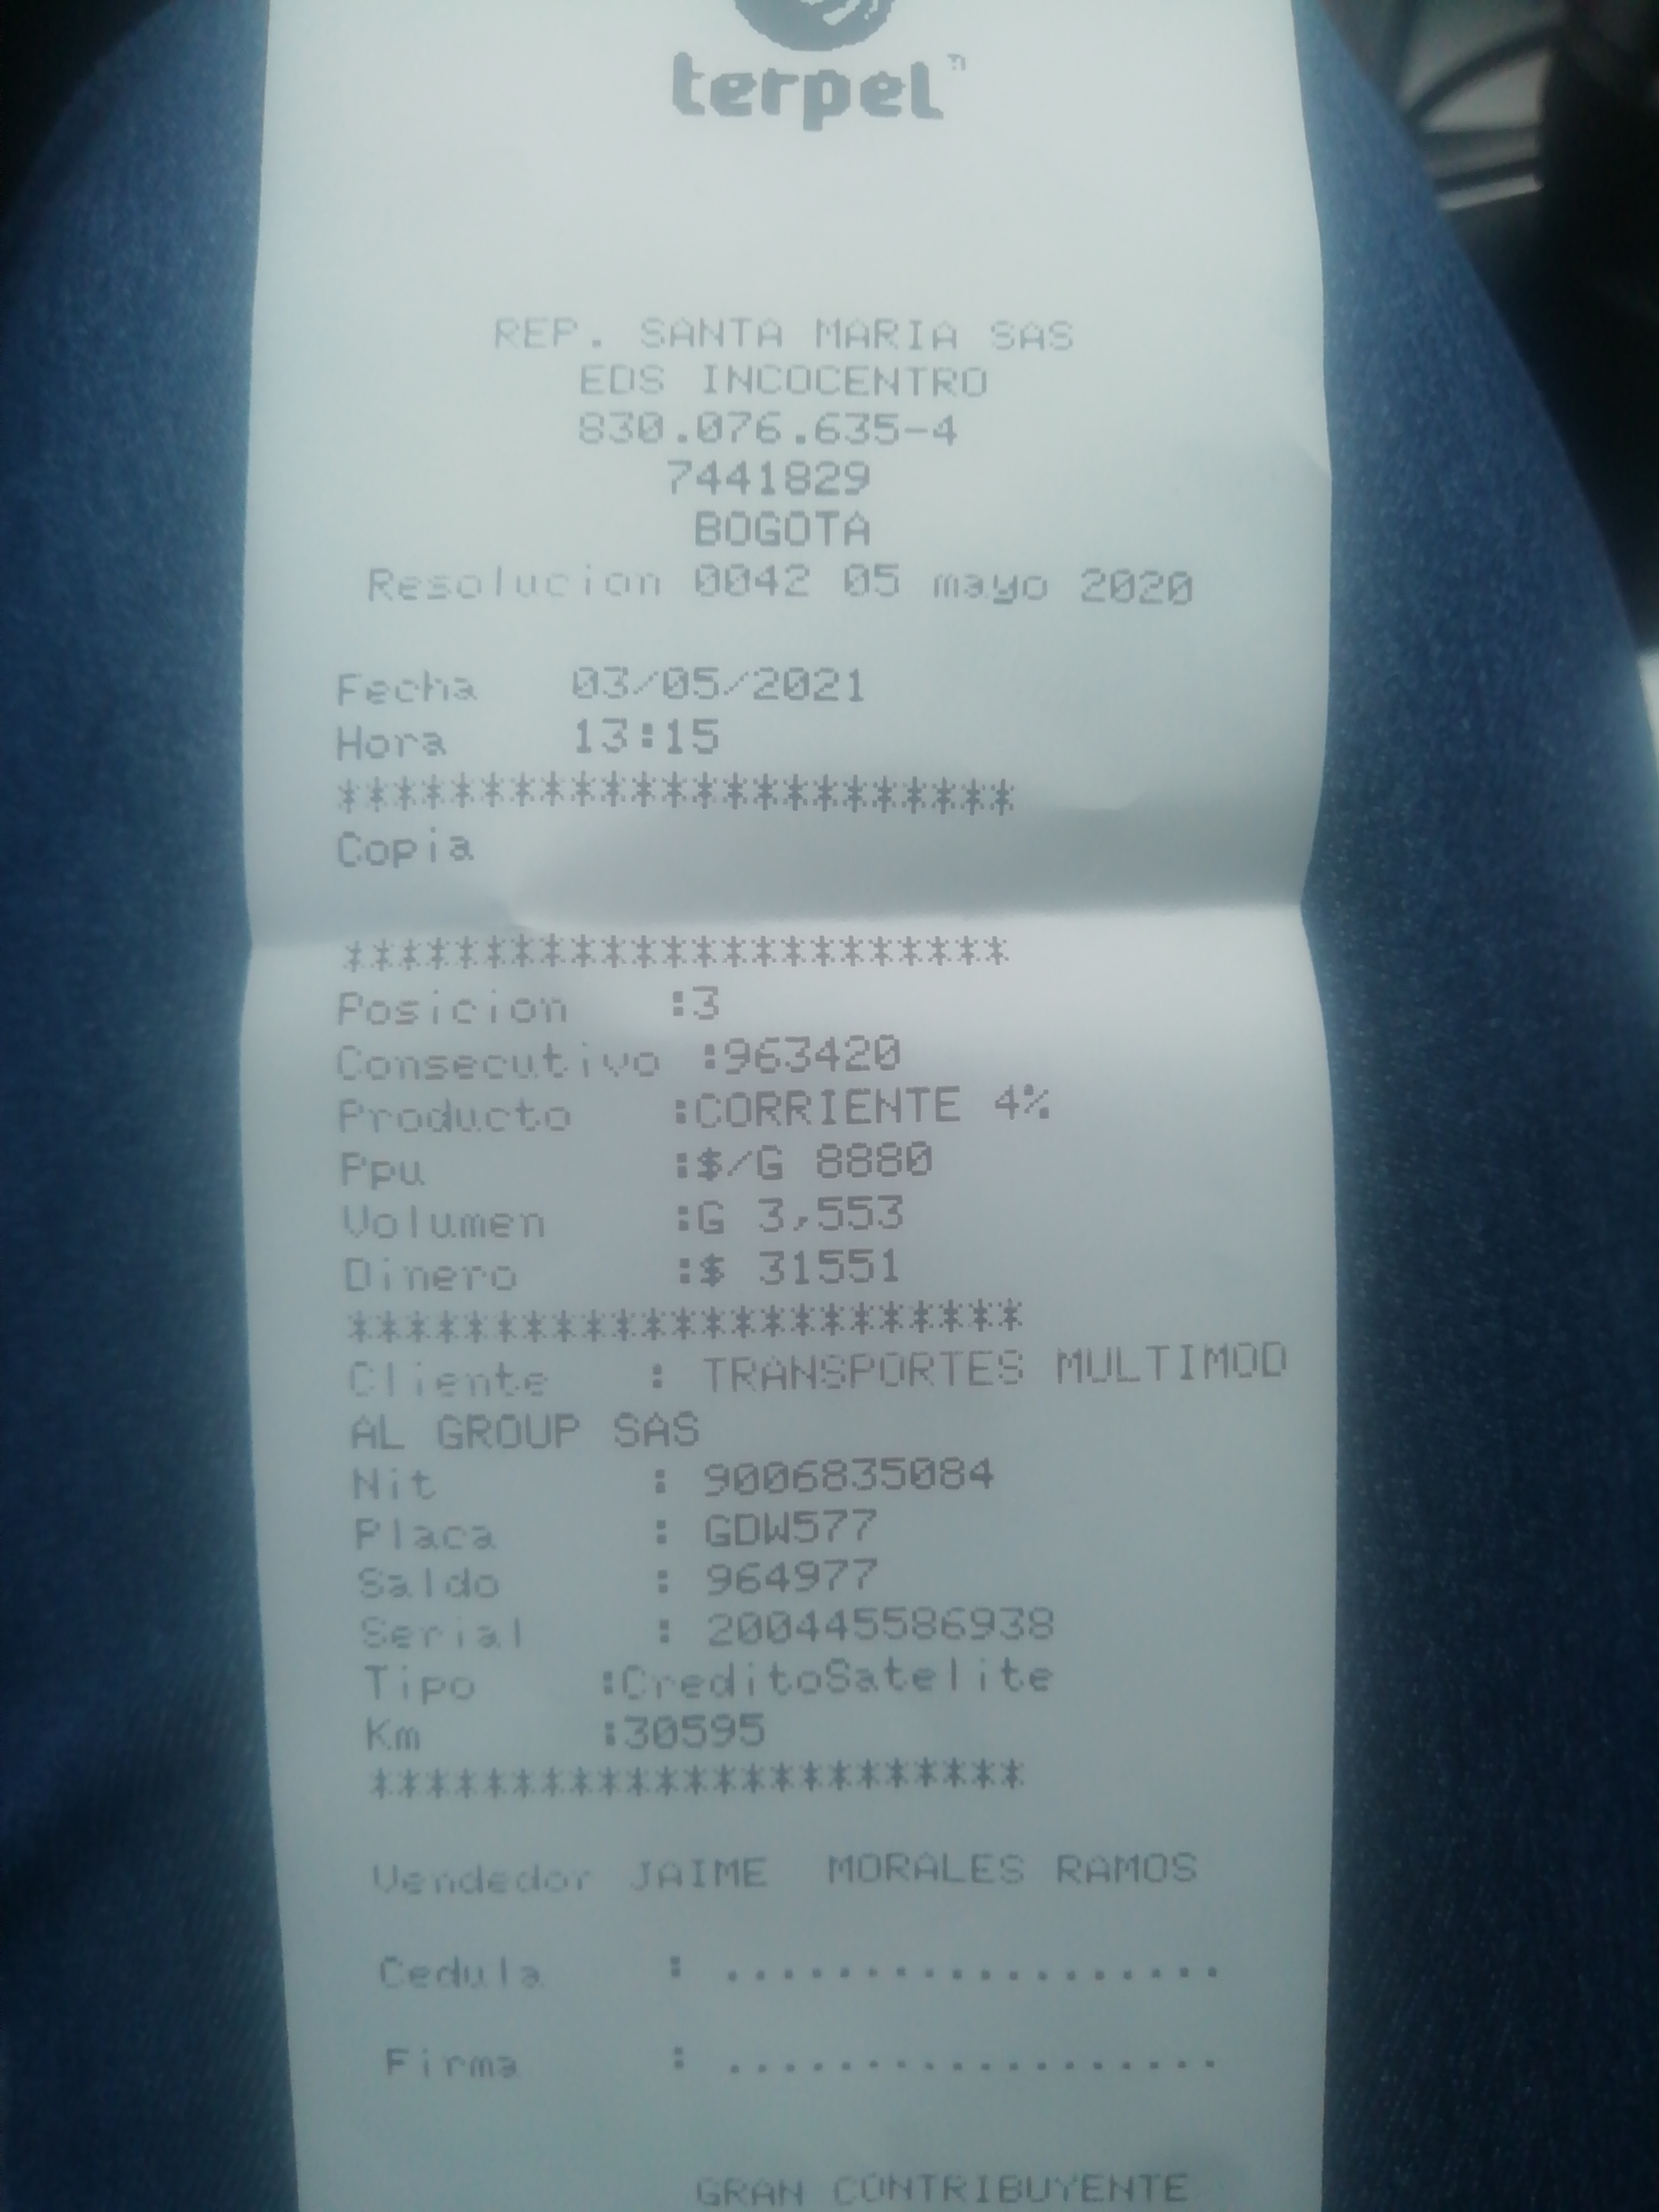 terpel™
REP. SANTA MARIA SAS
EDS INCOCENTRO
830.076.635-4
7441829
BOGOTA
Resolucion 0042 05 mayo 2020
Fecha 03/05/2021
Hora 13:15
***********************
Copia
***********************
Posicion :3
Consecutivo :963420
Producto :CORRIENTE 4%
Ppu :$/G 8880
Volumen :G 3,553
Dinero :$ 31551
***********************
Cliente : TRANSPORTES MULTIMOD
AL GROUP SAS
Nit : 9006835084
Placa : GDW577
Saldo : 964977
Serial : 200445586938
Tipo :CreditoSatelite
Km :30595
***********************
Vendedor JAIME MORALES RAMOS
Cedula : ..................
Firma : ..................
GRAN CONTRIBUYENTE